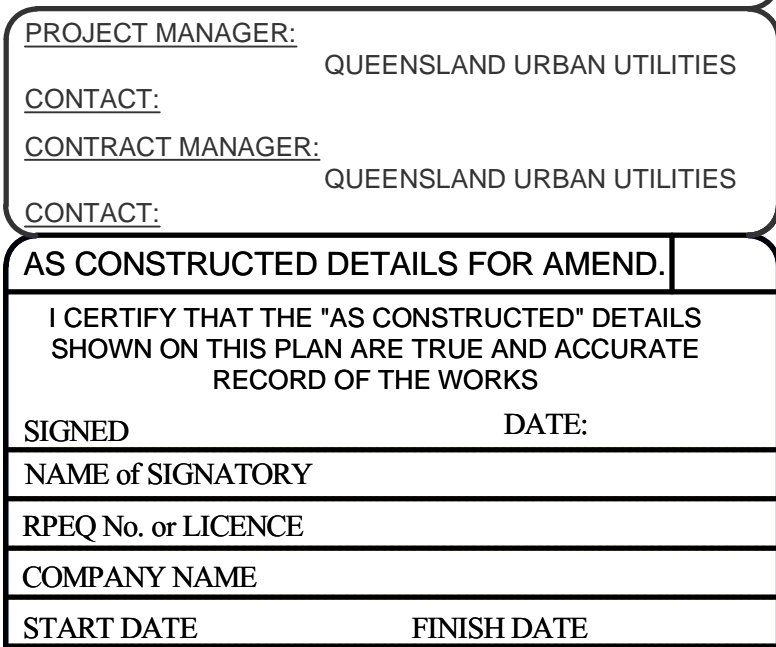 PROJECT MANAGER:
QUEENSLAND URBAN UTILITIES
CONTACT:
CONTRACT MANAGER:
QUEENSLAND URBAN UTILITIES
CONTACT:
AS CONSTRUCTED DETAILS FOR AMEND.
I CERTIFY THAT THE "AS CONSTRUCTED" DETAILS
SHOWN ON THIS PLAN ARE TRUE AND ACCURATE
RECORD OF THE WORKS
SIGNED DATE:
NAME of SIGNATORY
RPEQ No. or LICENCE
COMPANY NAME
START DATE FINISH DATE